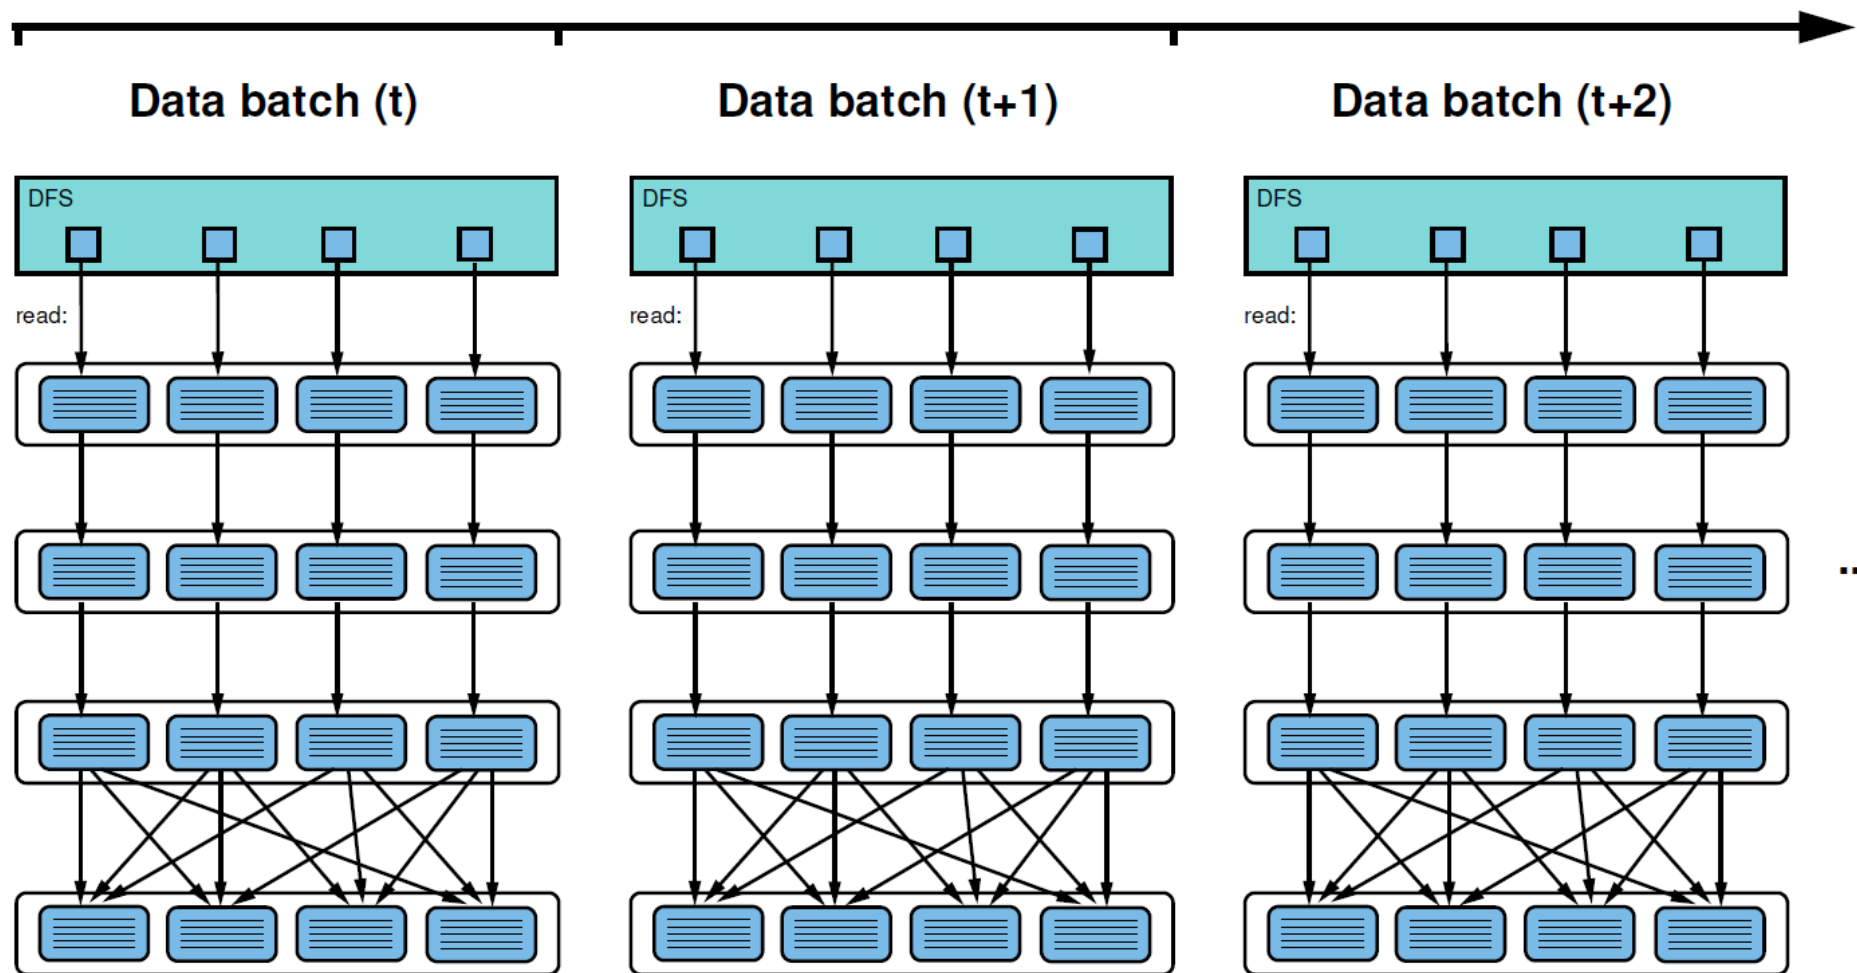 Data batch (t)
Data batch (t+1)
Data batch (t+2)
DFS
DFS
DFS
read:
read:
read:
..